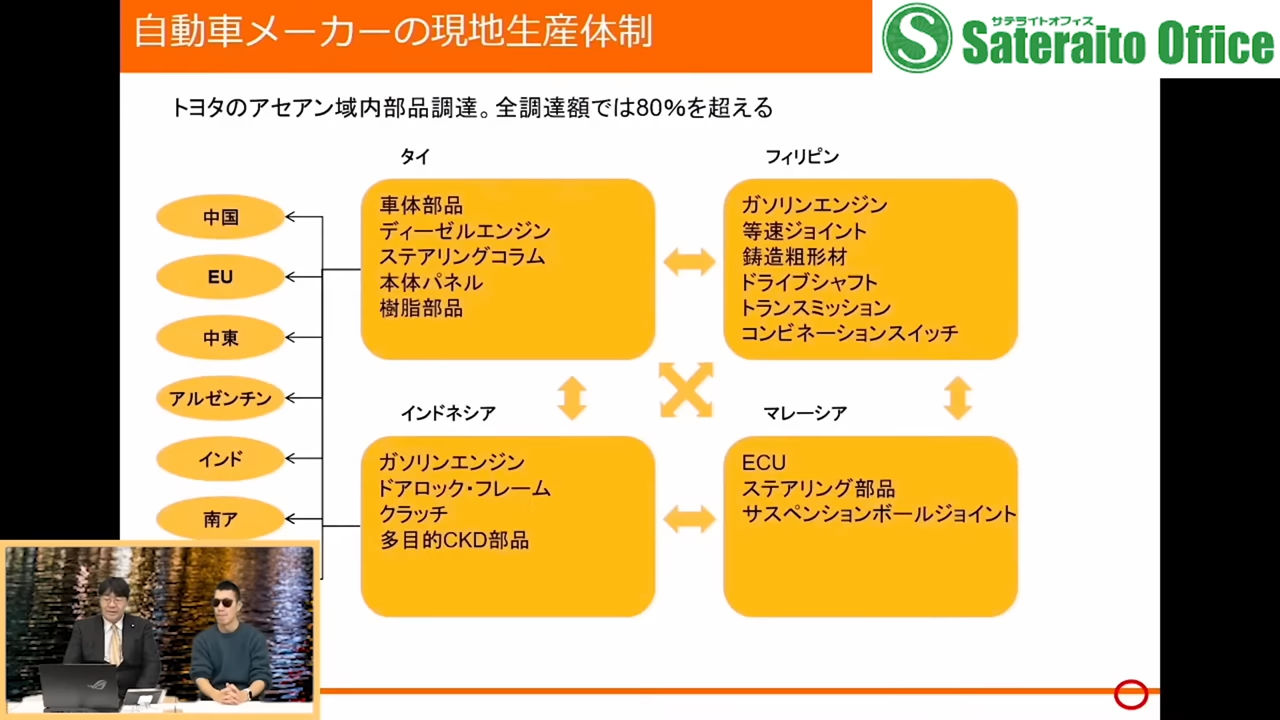 自動車メーカーの現地生産体制
サテライトオフィス
Sateraito Office
トヨタのアセアン域内部品調達。全調達額では80%を超える
タイ
車体部品
ディーゼルエンジン
ステアリングコラム
本体パネル
樹脂部品
フィリピン
ガソリンエンジン
等速ジョイント
鋳造粗形材
ドライブシャフト
トランスミッション
コンビネーションスイッチ
中国
EU
中東
アルゼンチン
インド
南ア
インドネシア
ガソリンエンジン
ドアロック・フレーム
クラッチ
多目的CKD部品
マレーシア
ECU
ステアリング部品
サスペンションボールジョイント